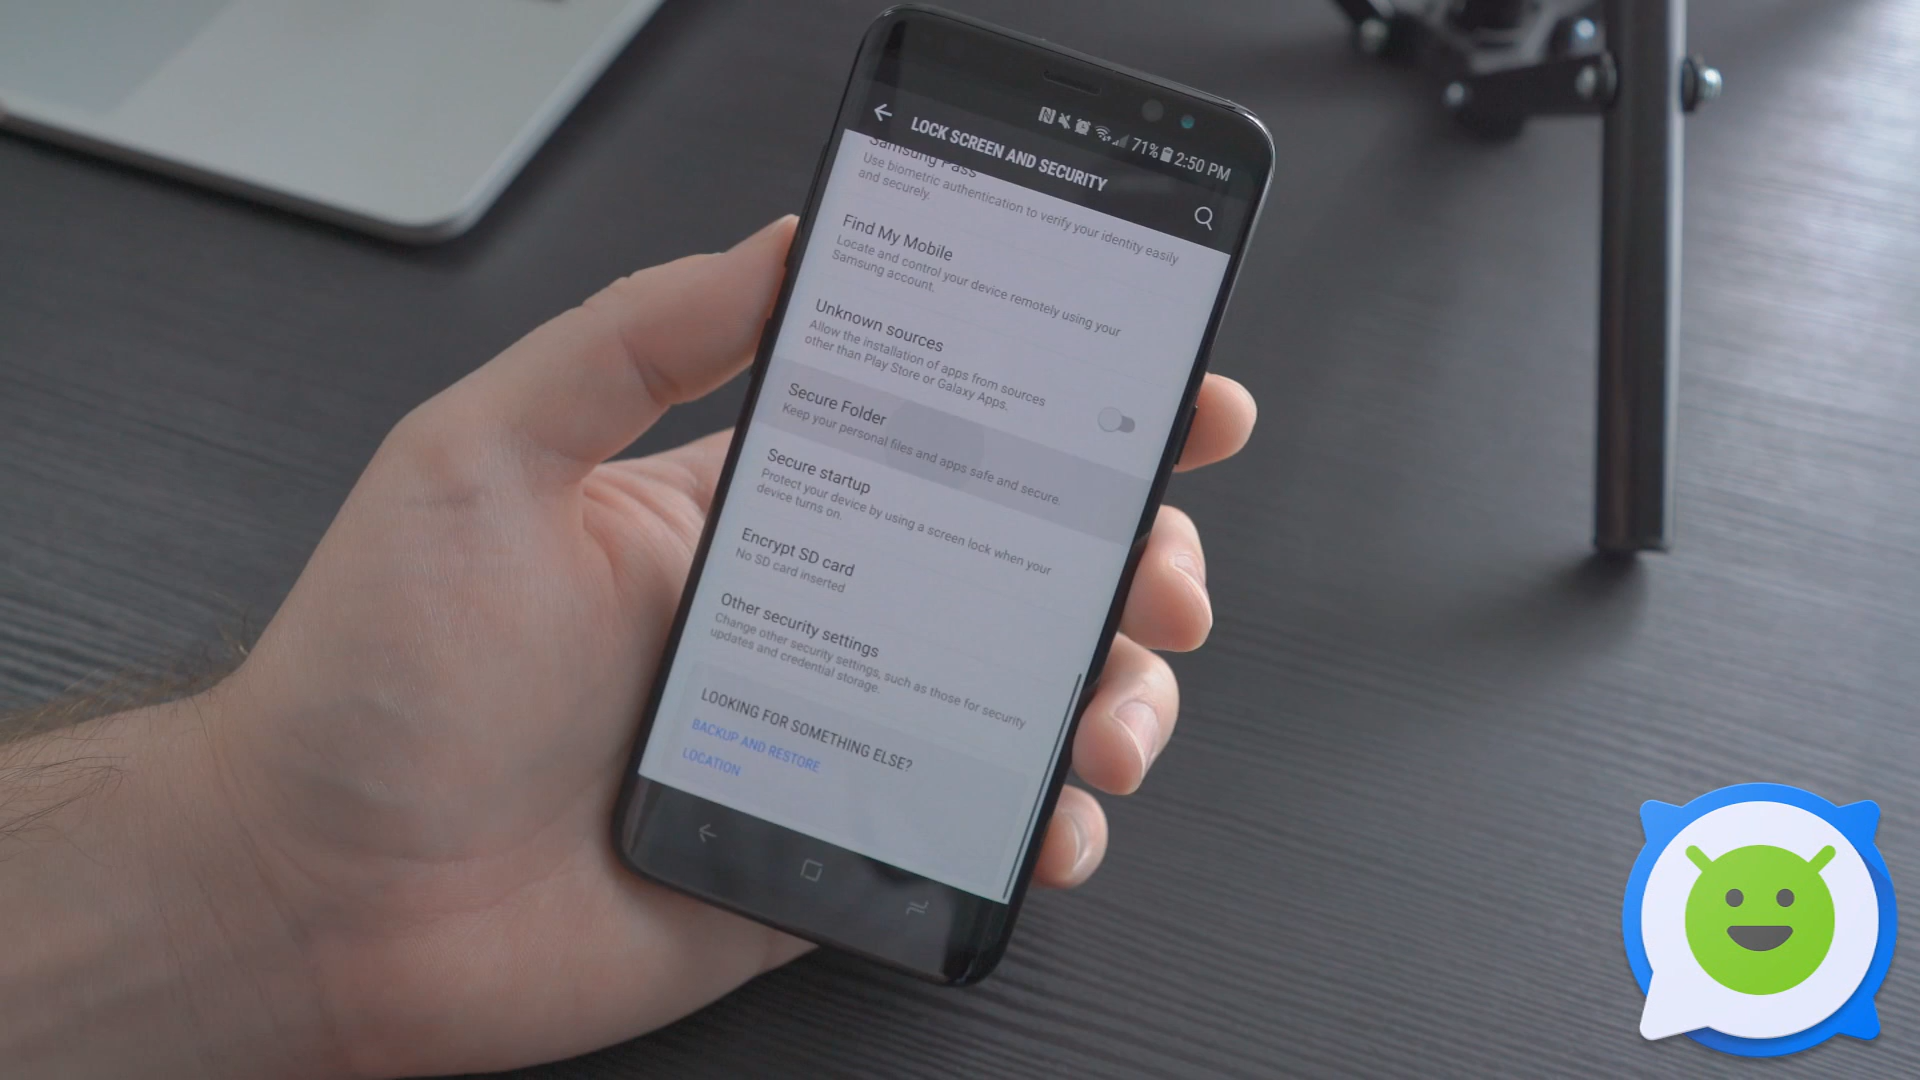 71% 2:50 PM
LOCK SCREEN AND SECURITY
Samsung Pass
Use biometric authentication to verify your identity easily
and securely.
Find My Mobile
Locate and control your device remotely using your
Samsung account.
Unknown sources
Allow the installation of apps from sources
other than Play Store or Galaxy Apps.
Secure Folder
Keep your personal files and apps safe and secure.
Secure startup
Protect your device by using a screen lock when your
device turns on.
Encrypt SD card
No SD card inserted
Other security settings
Change other security settings, such as those for security
updates and credential storage.
LOOKING FOR SOMETHING ELSE?
BACKUP AND RESTORE
LOCATION